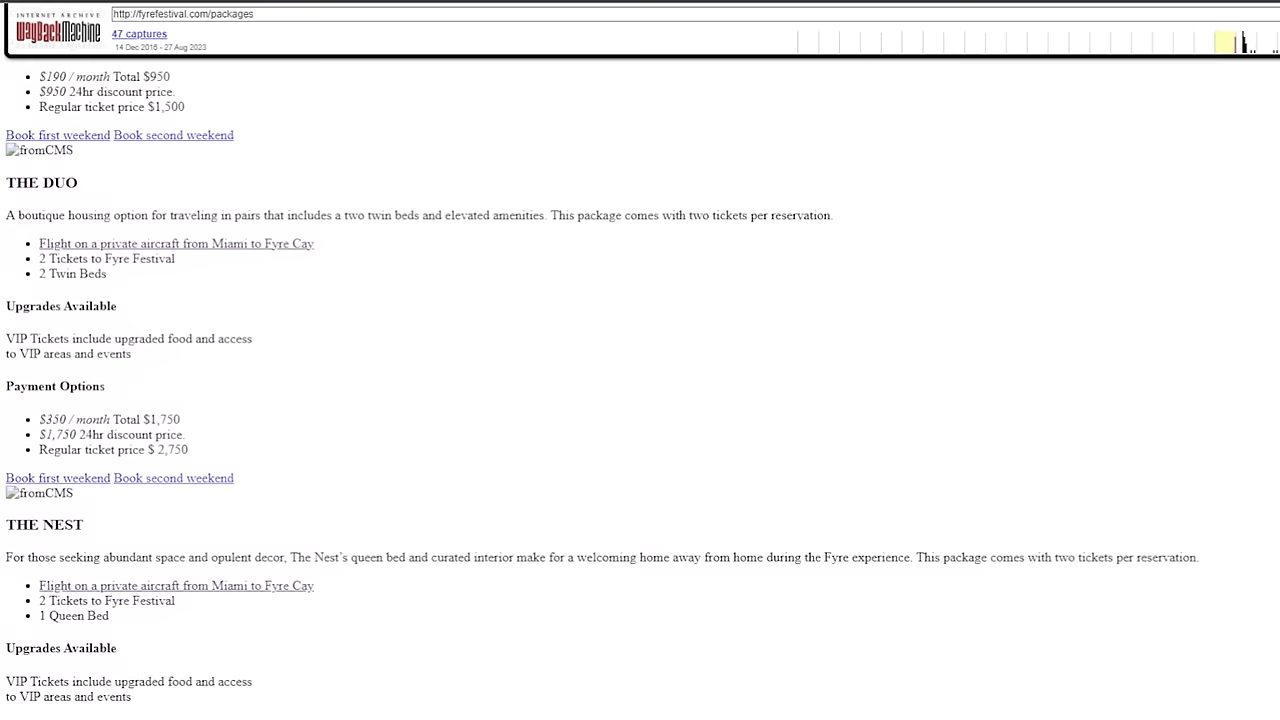 INTERNET ARCHIVE
WayBackMachine
http://fyrefestival.com/packages
47 captures
14 Dec 2016 - 27 Aug 2023
$190 / month Total $950
$950 24hr discount price.
Regular ticket price $1,500
Book first weekend Book second weekend
fromCMS
THE DUO
A boutique housing option for traveling in pairs that includes a two twin beds and elevated amenities. This package comes with two tickets per reservation.
Flight on a private aircraft from Miami to Fyre Cay
2 Tickets to Fyre Festival
2 Twin Beds
Upgrades Available
VIP Tickets include upgraded food and access
to VIP areas and events
Payment Options
$350 / month Total $1,750
$1,750 24hr discount price.
Regular ticket price $ 2,750
Book first weekend Book second weekend
fromCMS
THE NEST
For those seeking abundant space and opulent decor, The Nest's queen bed and curated interior make for a welcoming home away from home during the Fyre experience. This package comes with two tickets per reservation.
Flight on a private aircraft from Miami to Fyre Cay
2 Tickets to Fyre Festival
1 Queen Bed
Upgrades Available
VIP Tickets include upgraded food and access
to VIP areas and events